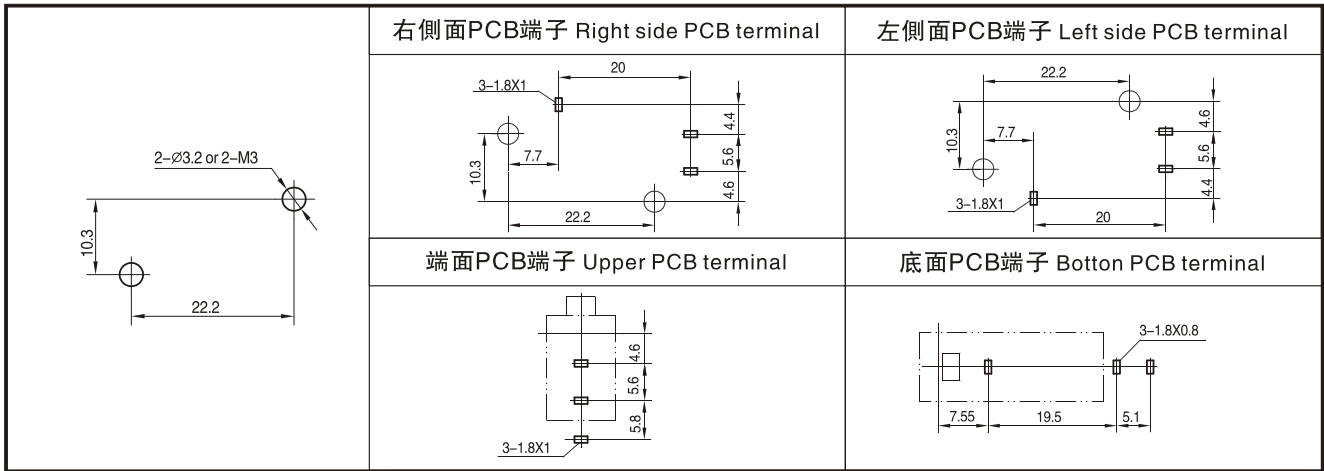 2-Ø3.2 or 2-M3
10.3
22.2
右側面PCB端子 Right side PCB terminal
20
3-1.8X1
4.4
7.7
10.3
5.6
4.6
22.2
左側面PCB端子 Left side PCB terminal
22.2
4.6
7.7
10.3
5.6
4.4
3-1.8X1
20
端面PCB端子 Upper PCB terminal
4.6
5.6
5.8
3-1.8X1
底面PCB端子 Botton PCB terminal
3-1.8X0.8
7.55
19.5
5.1